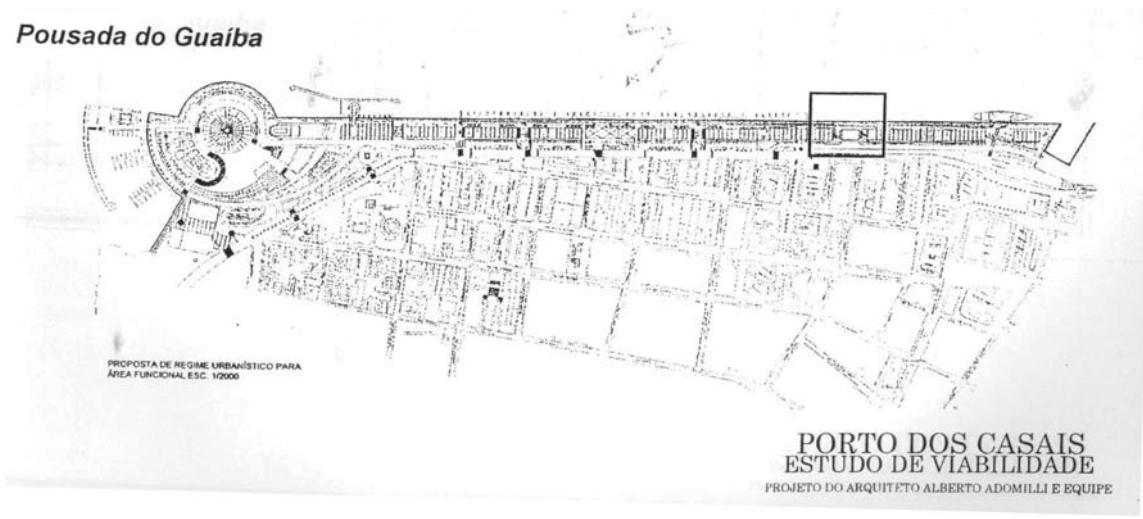 Pousada do Guaíba
PROPOSTA DE REGIME URBANÍSTICO PARA
ÁREA FUNCIONAL ESC. 1/2000
PORTO DOS CASAIS
ESTUDO DE VIABILIDADE
PROJETO DO ARQUITETO ALBERTO ADOMILLI E EQUIPE